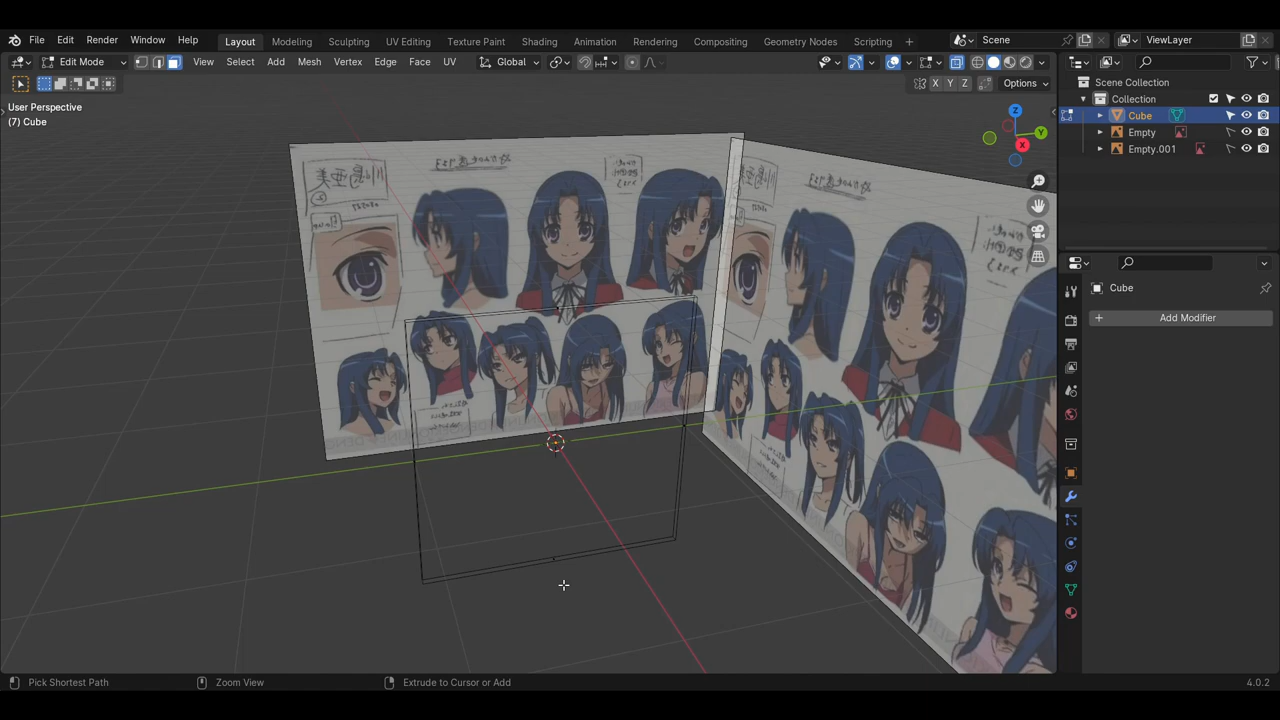 File Edit Render Window Help Layout Modeling Sculpting UV Editing Texture Paint Shading Animation Rendering Compositing Geometry Nodes Scripting + Scene ViewLayer
Edit Mode View Select Add Mesh Vertex Edge Face UV Global
X Y Z Options
User Perspective
(7) Cube
Scene Collection
Collection
Cube
Empty
Empty.001
Z
Y
X
Cube
+ Add Modifier
Pick Shortest Path Zoom View Extrude to Cursor or Add 4.0.2